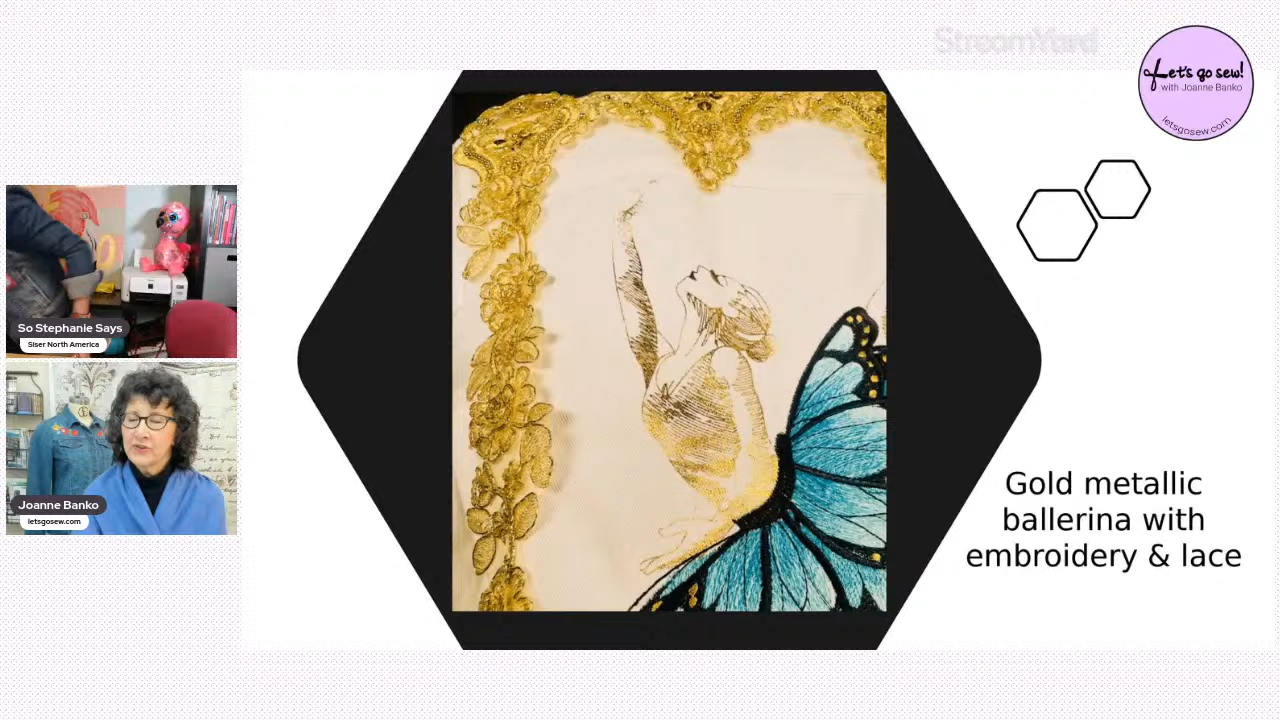 StreamYard
Let's go sew!
with Joanne Banko
letsgosew.com
So Stephanie Says
Siser North America
Joanne Banko
letsgosew.com
Gold metallic
ballerina with
embroidery & lace